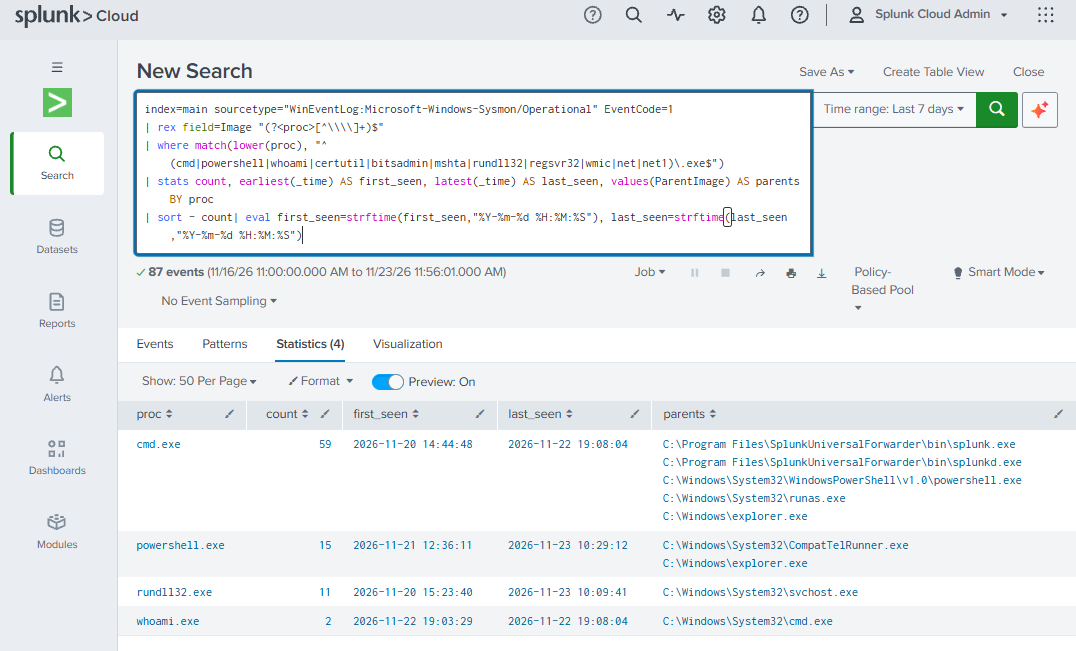 splunk> Cloud
Splunk Cloud Admin
New Search
Save As
Create Table View
Close
index=main sourcetype="WinEventLog:Microsoft-Windows-Sysmon/Operational" EventCode=1
| rex field=Image "(?<proc>[^\\\\]+)$"
| where match(lower(proc), "^
(cmd|powershell|whoami|certutil|bitsadmin|mshta|rundll32|regsvr32|wmic|net|net1)\.exe$")
| stats count, earliest(_time) AS first_seen, latest(_time) AS last_seen, values(ParentImage) AS parents
BY proc
| sort - count| eval first_seen=strftime(first_seen,"%Y-%m-%d %H:%M:%S"), last_seen=strftime(last_seen
,"%Y-%m-%d %H:%M:%S")
Time range: Last 7 days
Search
Datasets
Reports
Alerts
Dashboards
Modules
87 events (11/16/26 11:00:00.000 AM to 11/23/26 11:56:01.000 AM)
Job
Policy-
Based Pool
Smart Mode
No Event Sampling
Events
Patterns
Statistics (4)
Visualization
Show: 50 Per Page
Format
Preview: On
proc count first_seen last_seen parents
cmd.exe 59 2026-11-20 14:44:48 2026-11-22 19:08:04 C:\Program Files\SplunkUniversalForwarder\bin\splunk.exe
C:\Program Files\SplunkUniversalForwarder\bin\splunkd.exe
C:\Windows\System32\WindowsPowerShell\v1.0\powershell.exe
C:\Windows\System32\runas.exe
C:\Windows\explorer.exe
powershell.exe 15 2026-11-21 12:36:11 2026-11-23 10:29:12 C:\Windows\System32\CompatTelRunner.exe
C:\Windows\explorer.exe
rundll32.exe 11 2026-11-20 15:23:40 2026-11-23 10:09:41 C:\Windows\System32\svchost.exe
whoami.exe 2 2026-11-22 19:03:29 2026-11-22 19:08:04 C:\Windows\System32\cmd.exe